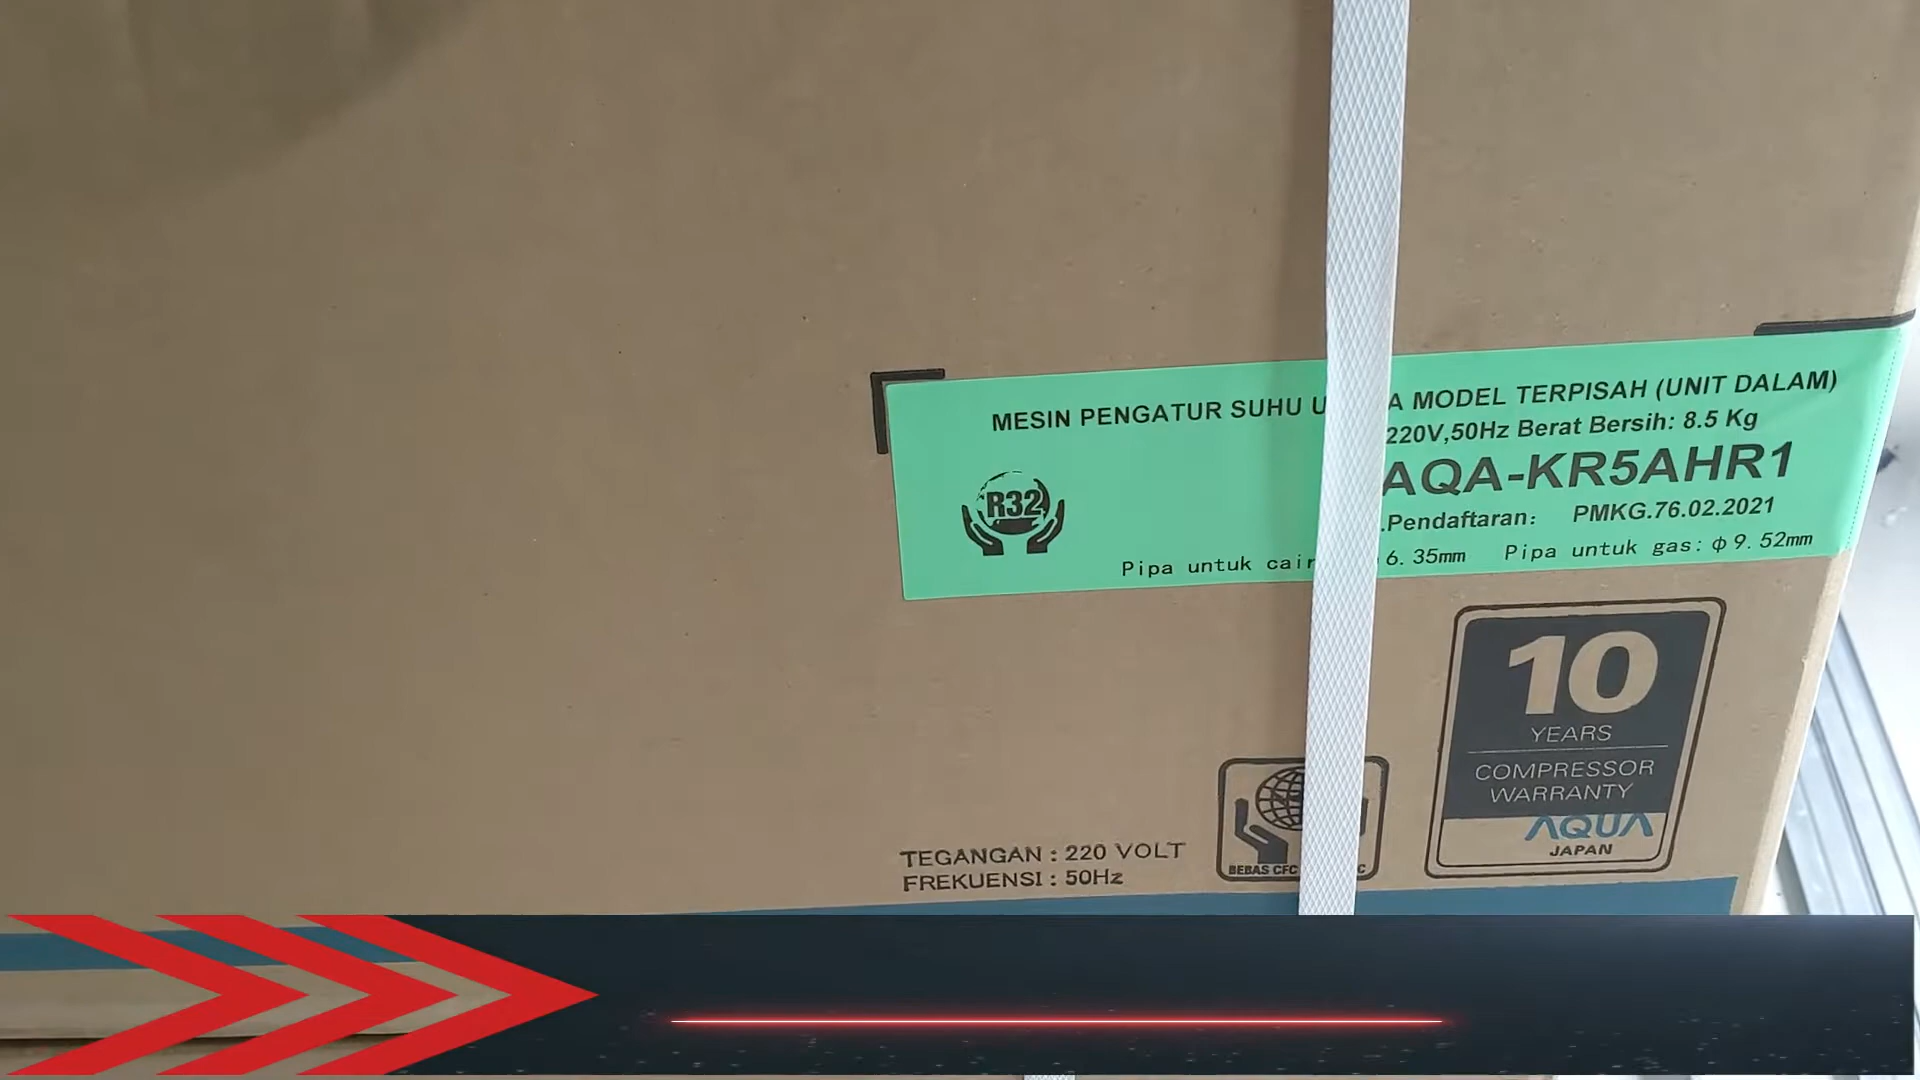 MESIN PENGATUR SUHU U A MODEL TERPISAH (UNIT DALAM)
220V,50Hz Berat Bersih: 8.5 Kg
R32
AQA-KR5AHR1
.Pendaftaran: PMKG.76.02.2021
Pipa untuk cair 6.35mm Pipa untuk gas: φ9.52mm
10
YEARS
COMPRESSOR
WARRANTY
AQUA
JAPAN
TEGANGAN : 220 VOLT
FREKUENSI : 50Hz
BEBAS CFC C